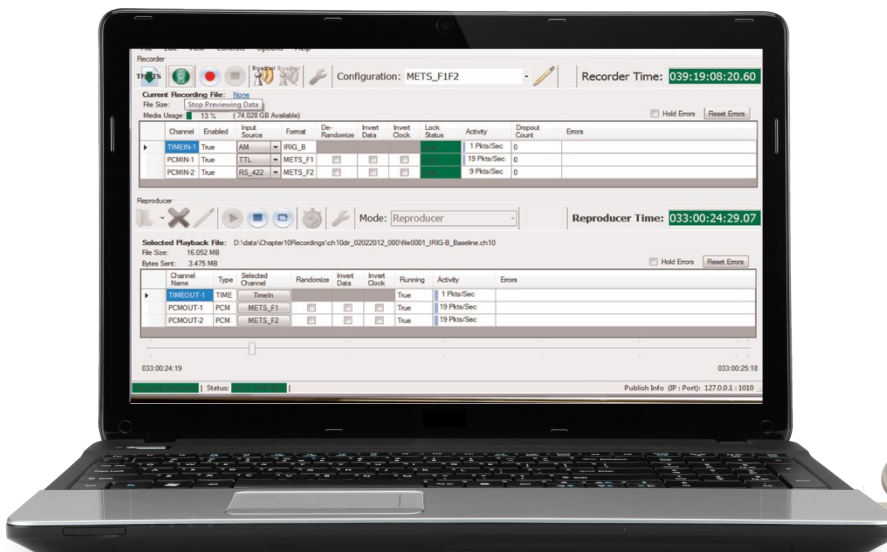 File Edit View Controls Options Help
Recorder
Configuration: METS_F1F2
Recorder Time: 039:19:08:20.60
Current Recording File: None
File Size:
Stop Previewing Data
Media Usage: 13 % ( 74.028 GB Available)
Hold Errors Reset Errors
Channel Enabled Input Source Format De-Randomize Invert Data Invert Clock Lock Status Activity Dropout Count Errors
TIMEIN-1 True AM IRIG_B 1 Pkts/Sec 0
PCMIN-1 True TTL METS_F1 19 Pkts/Sec 0
PCMIN-2 True RS_422 METS_F2 9 Pkts/Sec 0
Reproducer
Mode: Reproducer
Reproducer Time: 033:00:24:29.07
Selected Playback File: D:\data\Chapter10Recordings\ch10dir_02022012_000\file0001_IRIG-B_Baseline.ch10
File Size: 16.052 MB
Bytes Sent: 3.475 MB
Hold Errors Reset Errors
Channel Name Type Selected Channel Randomize Invert Data Invert Clock Running Activity Errors
TIMEOUT-1 TIME TimeIn True 1 Pkts/Sec
PCMOUT-1 PCM METS_F1 True 19 Pkts/Sec
PCMOUT-2 PCM METS_F2 True 19 Pkts/Sec
033:00:24:19 033:00:25:18
Status:
Publish Info (IP : Port): 127.0.0.1 : 1010